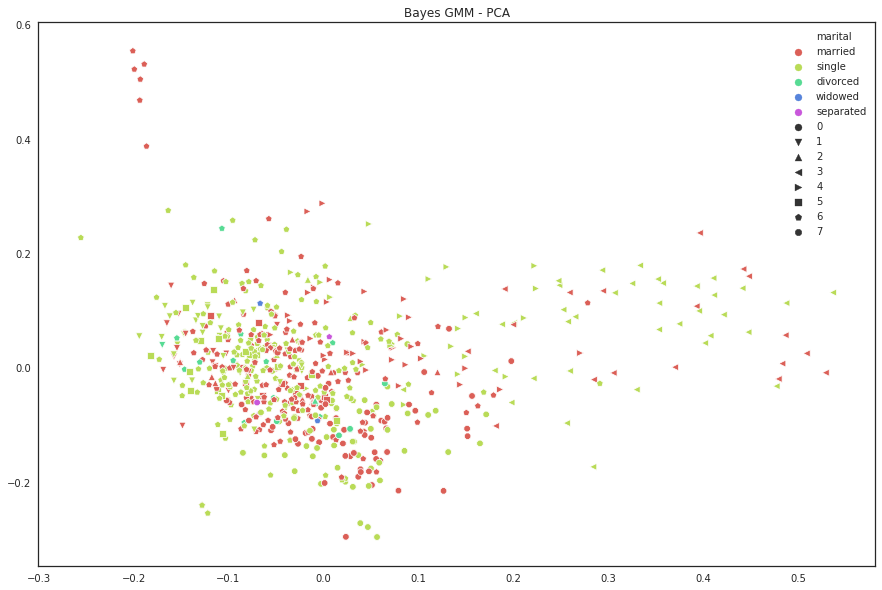 Bayes GMM - PCA
0.6
0.4
0.2
0.0
−0.2
marital
married
single
divorced
widowed
separated
0
1
2
3
4
5
6
7
−0.3 −0.2 −0.1 0.0 0.1 0.2 0.3 0.4 0.5